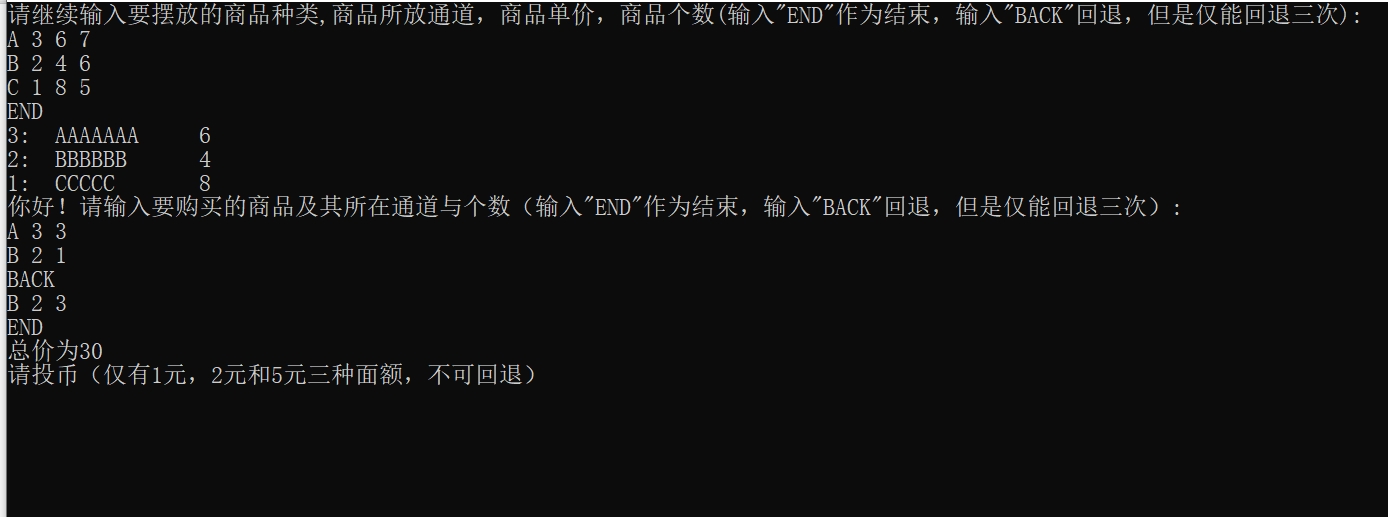 请继续输入要摆放的商品种类,商品所放通道，商品单价，商品个数(输入"END"作为结束，输入"BACK"回退，但是仅能回退三次):
A 3 6 7
B 2 4 6
C 1 8 5
END
3:  AAAAAAA     6
2:  BBBBBB      4
1:  CCCCC       8
你好！请输入要购买的商品及其所在通道与个数（输入"END"作为结束，输入"BACK"回退，但是仅能回退三次）:
A 3 3
B 2 1
BACK
B 2 3
END
总价为30
请投币（仅有1元，2元和5元三种面额，不可回退）